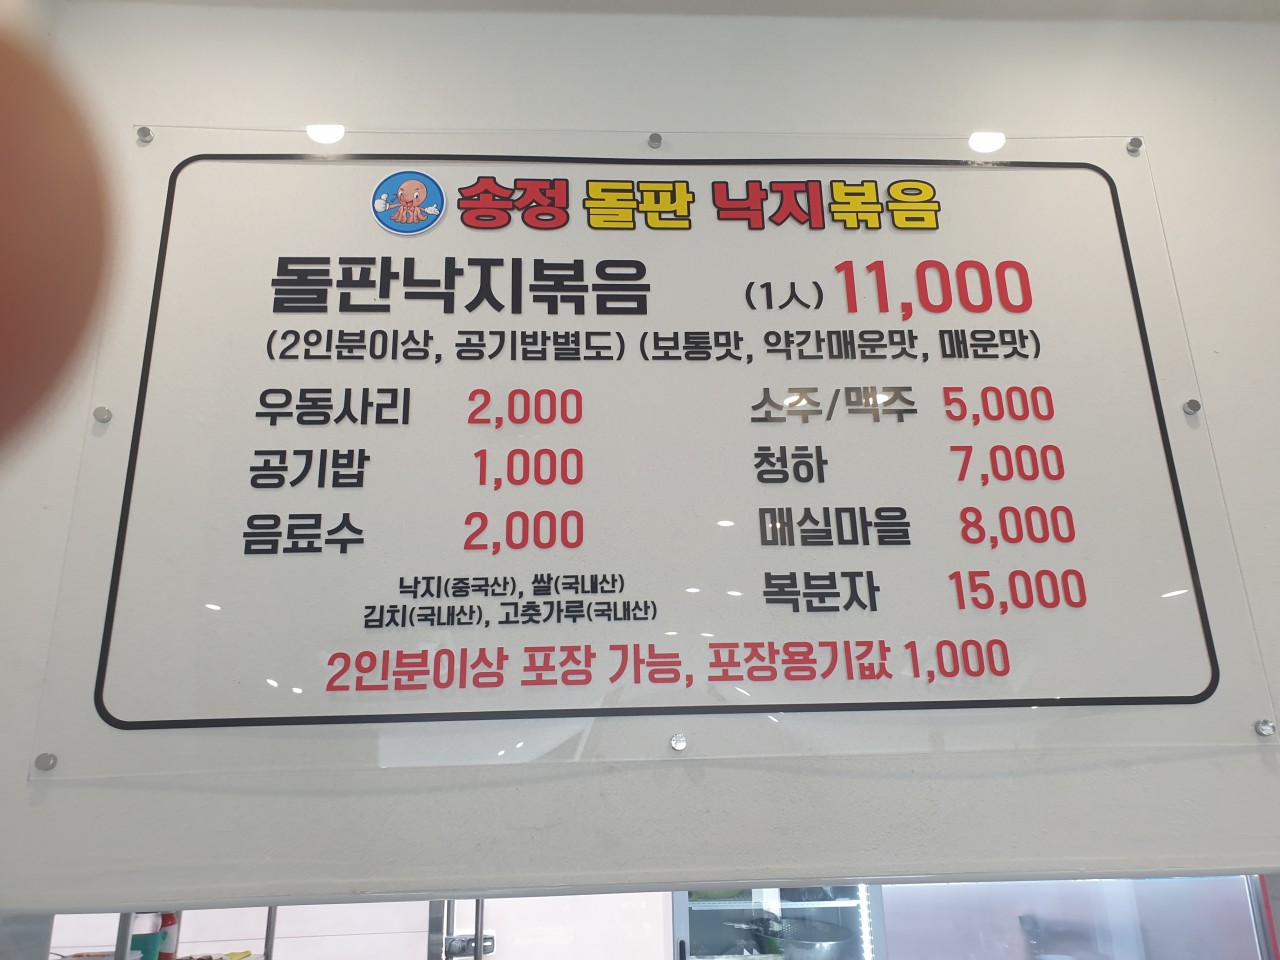 송정 돌판 낙지볶음
돌판낙지볶음 (1人) 11,000
(2인분이상, 공기밥별도) (보통맛, 약간매운맛, 매운맛)
우동사리 2,000
공기밥 1,000
음료수 2,000
소주/맥주 5,000
청하 7,000
매실마을 8,000
복분자 15,000
낙지(중국산), 쌀(국내산)
김치(국내산), 고춧가루(국내산)
2인분이상 포장 가능, 포장용기값 1,000